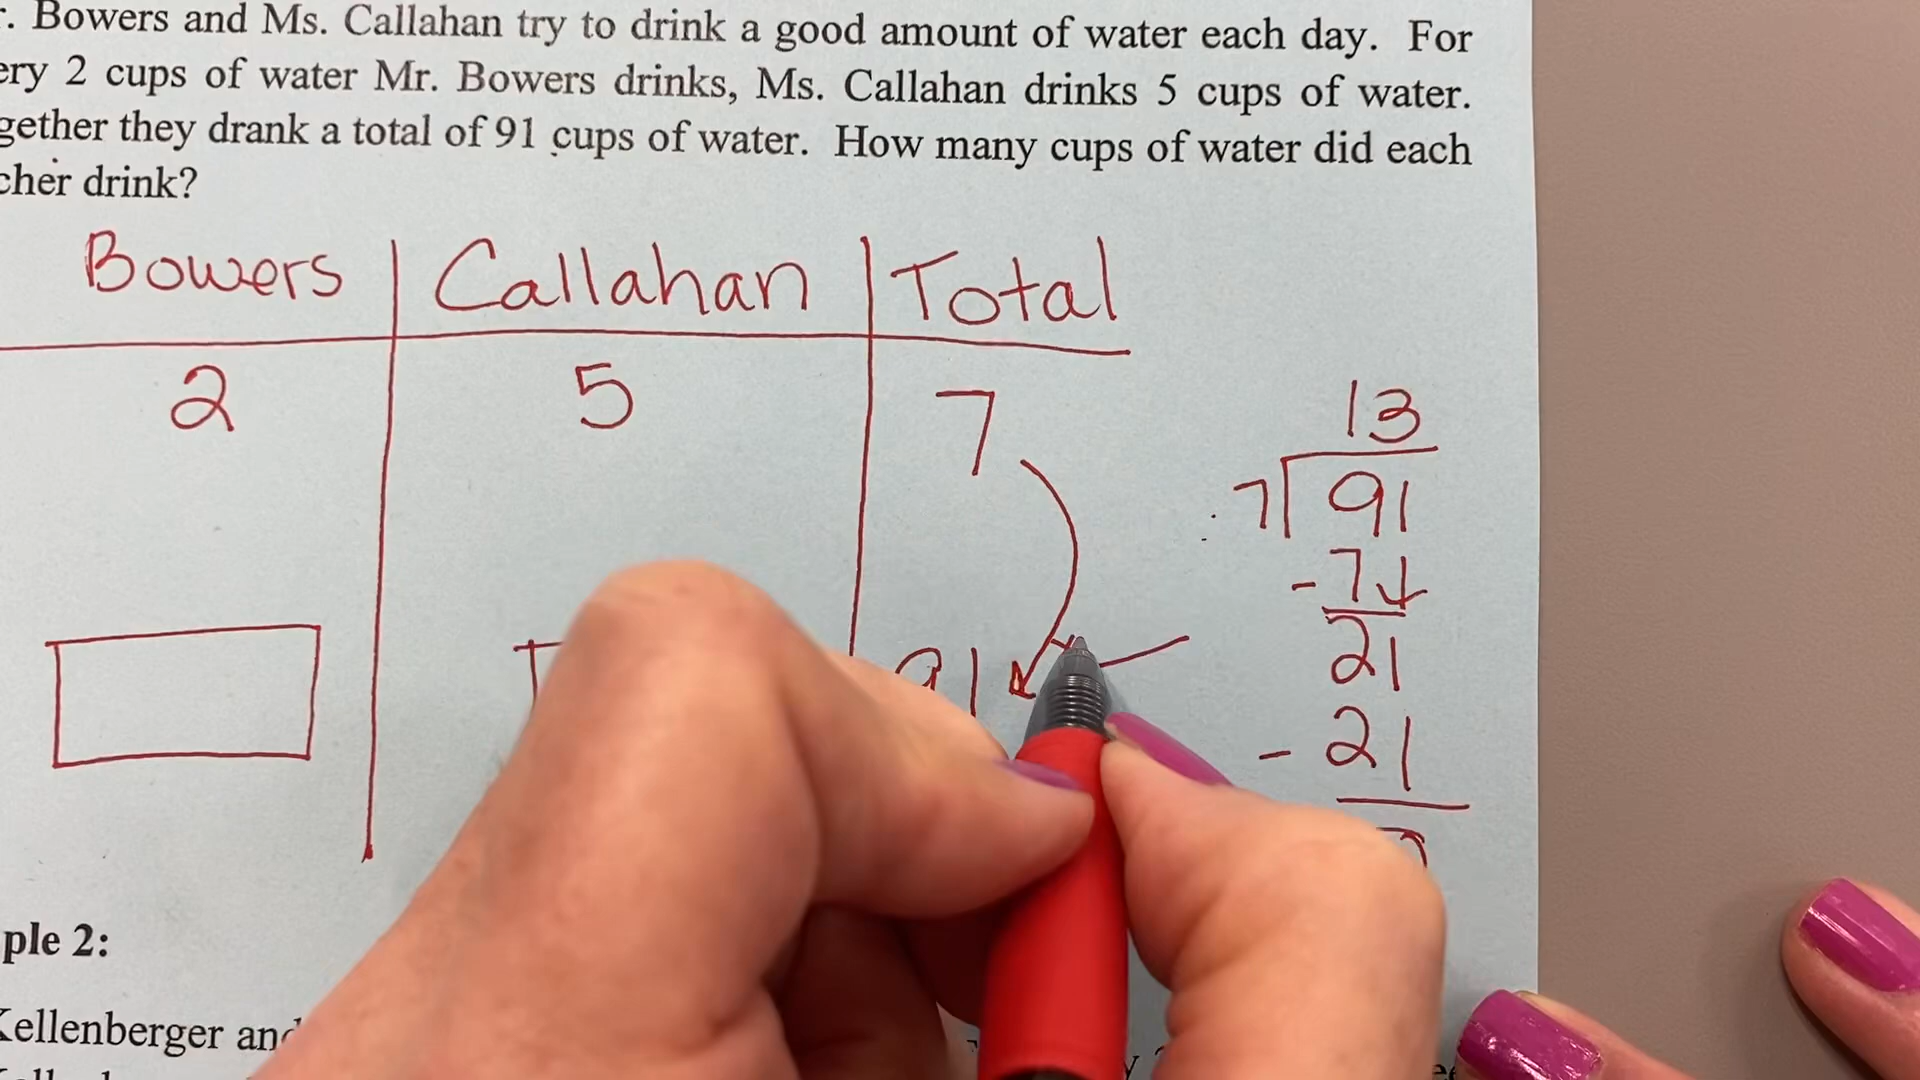 . Bowers and Ms. Callahan try to drink a good amount of water each day. For
ery 2 cups of water Mr. Bowers drinks, Ms. Callahan drinks 5 cups of water.
gether they drank a total of 91 cups of water. How many cups of water did each
cher drink?
Bowers Callahan Total
2 5 7
13
7 91
- 7
21
91
- 21
ple 2:
Kellenberger and